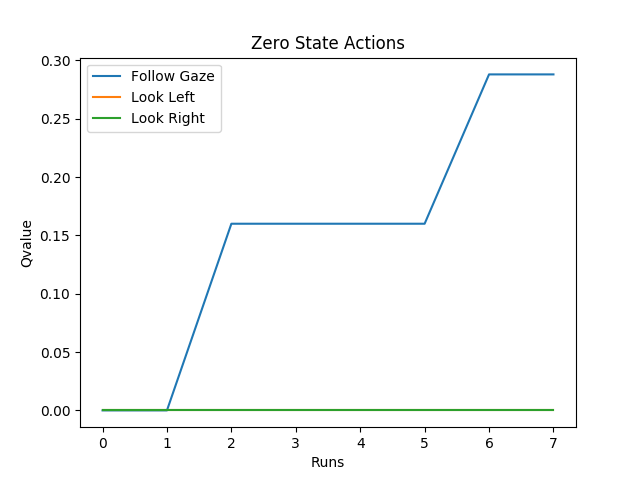 Zero State Actions
Follow Gaze
Look Left
Look Right
0.30
0.25
0.20
0.15
0.10
0.05
0.00
Qvalue
0 1 2 3 4 5 6 7
Runs